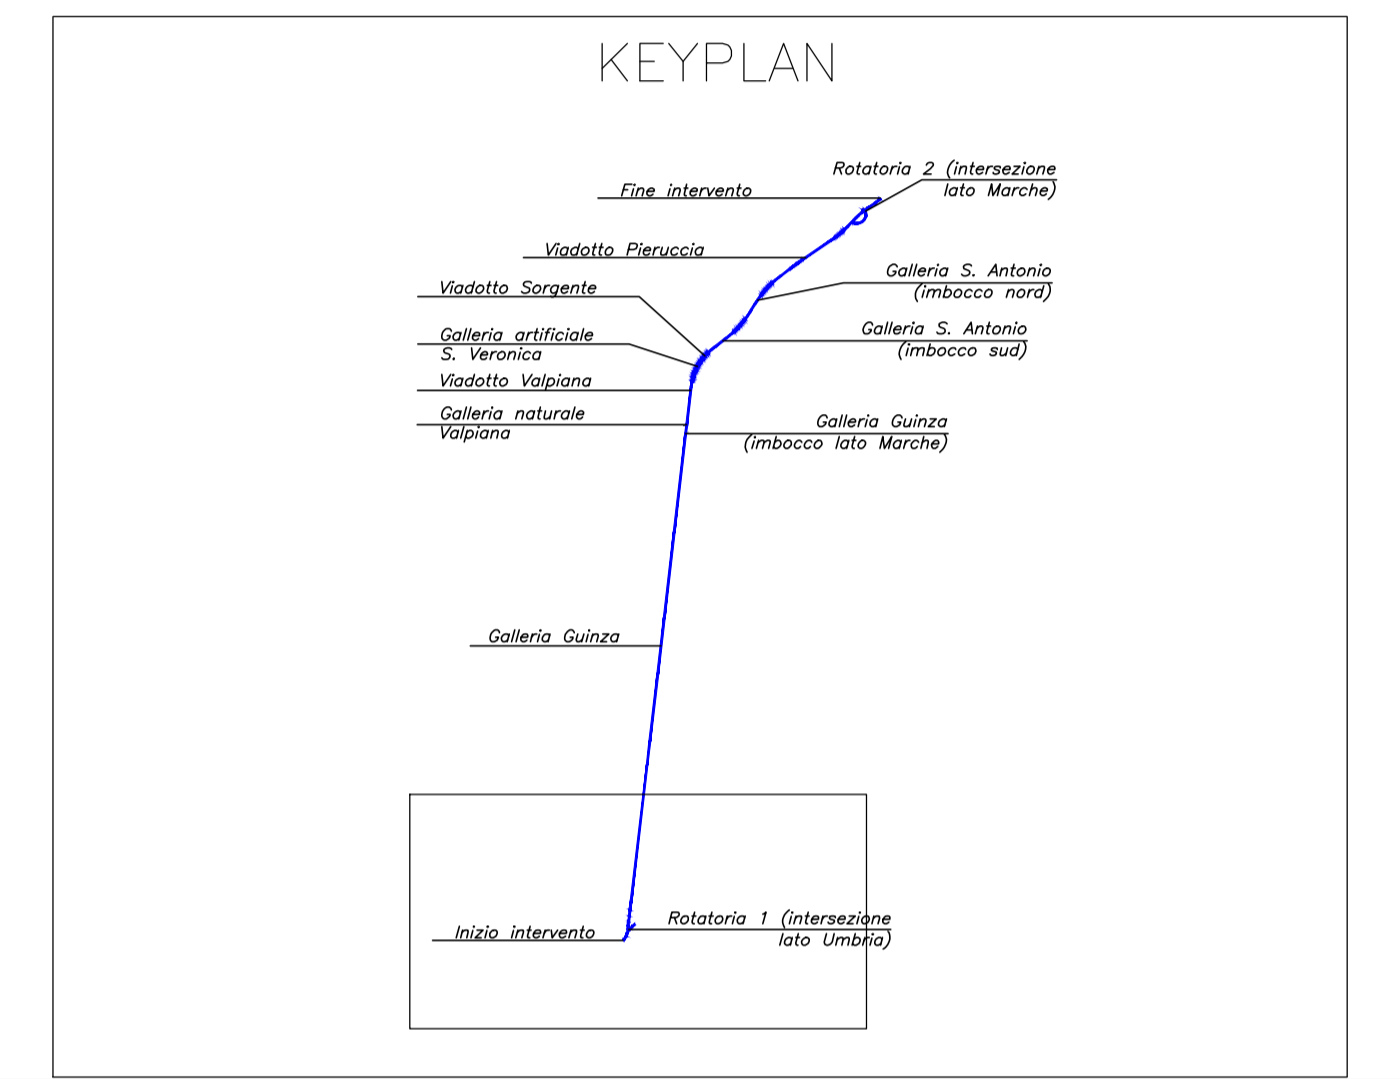 KEYPLAN
Rotatoria 2 (intersezione
lato Marche)
Fine intervento
Viadotto Pieruccia
Galleria S. Antonio
(imbocco nord)
Viadotto Sorgente
Galleria S. Antonio
(imbocco sud)
Galleria artificiale
S. Veronica
Viadotto Valpiana
Galleria naturale
Valpiana
Galleria Guinza
(imbocco lato Marche)
Galleria Guinza
Rotatoria 1 (intersezione
lato Umbria)
Inizio intervento